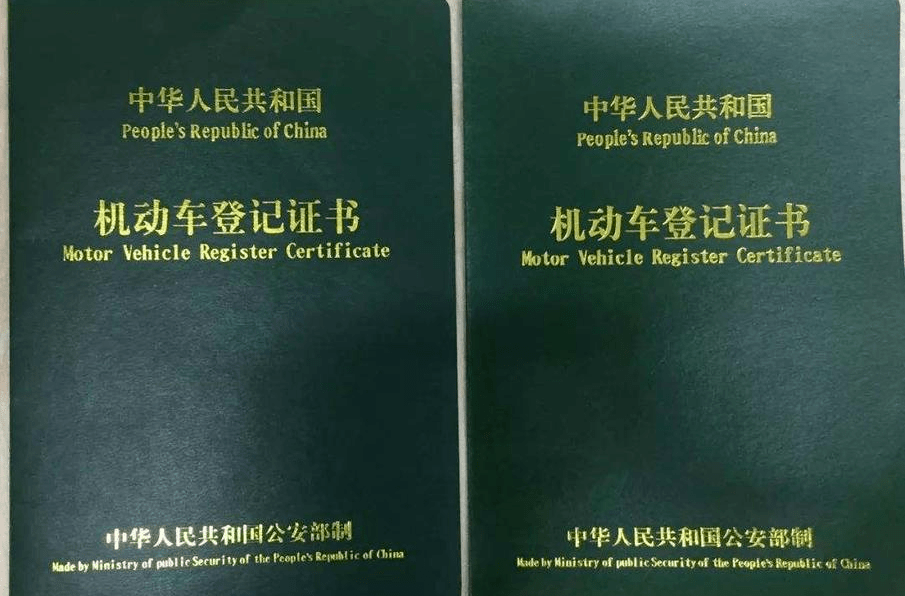 中华人民共和国
People's Republic of China
机动车登记证书
Motor Vehicle Register Certificate
中华人民共和国公安部制
Made by Ministry of public Security of the People's Republic of China
中华人民共和国
People's Republic of China
机动车登记证书
Motor Vehicle Register Certificate
中华人民共和国公安部制
Made by Ministry of public Security of the People's Republic of China